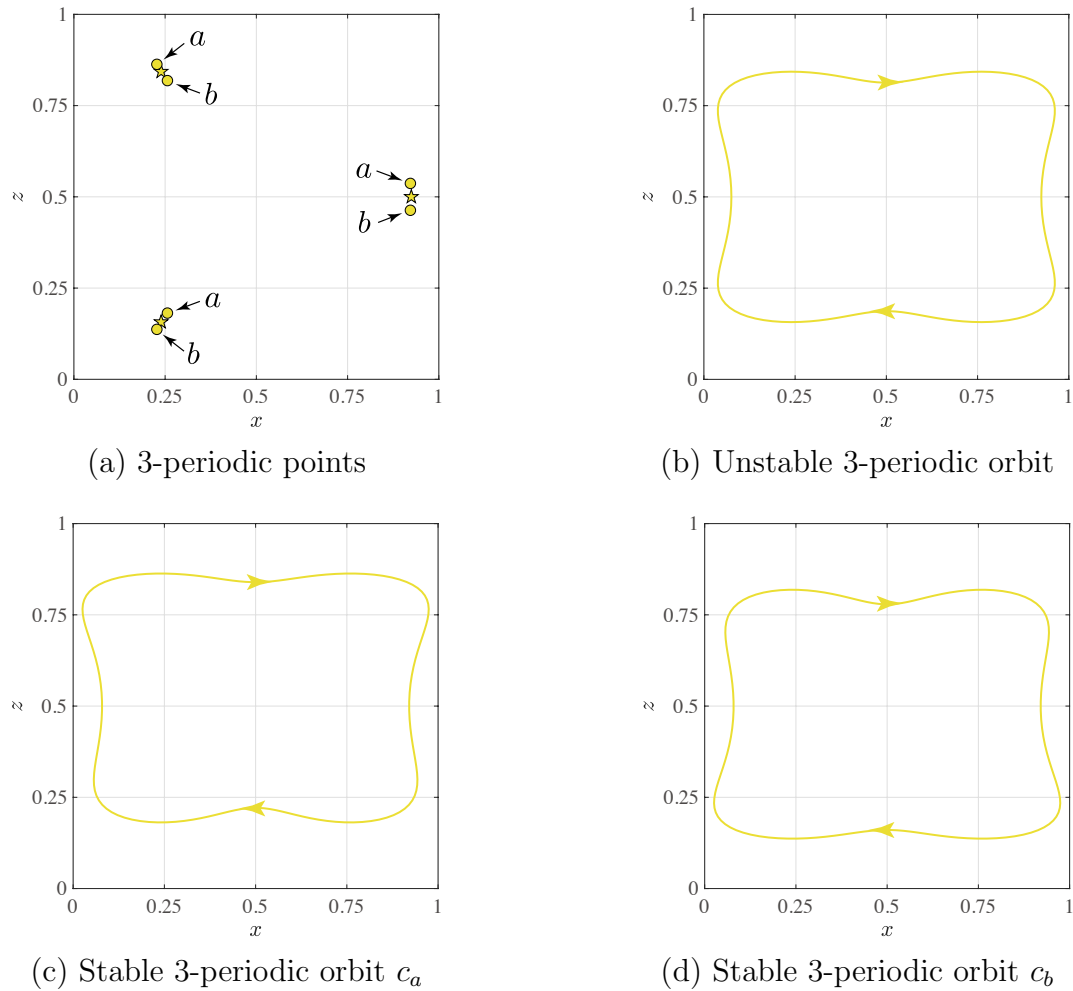 1
0.75
z 0.5
0.25
0
0 0.25 0.5 0.75 1
x
a
b
a
b
a
b
(a) 3-periodic points
1
0.75
z 0.5
0.25
0
0 0.25 0.5 0.75 1
x
(b) Unstable 3-periodic orbit
1
0.75
z 0.5
0.25
0
0 0.25 0.5 0.75 1
x
(c) Stable 3-periodic orbit cₐ
1
0.75
z 0.5
0.25
0
0 0.25 0.5 0.75 1
x
(d) Stable 3-periodic orbit c_b